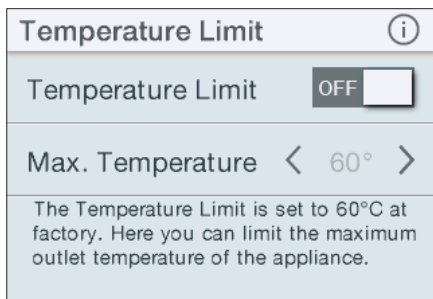 Temperature Limit i
Temperature Limit OFF
Max. Temperature < 60° >
The Temperature Limit is set to 60°C at
factory. Here you can limit the maximum
outlet temperature of the appliance.